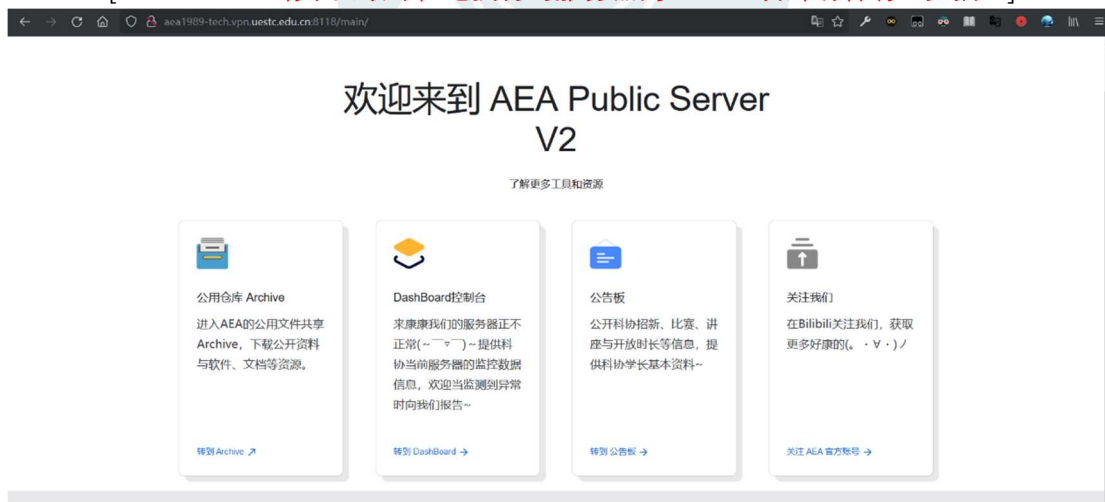 aea1989-tech.vpn.uestc.edu.cn:8118/main/
欢迎来到 AEA Public Server
V2
了解更多工具和资源
公用仓库 Archive
进入AEA的公用文件共享
Archive，下载公开资料
与软件、文档等资源。
转到 Archive ↗
DashBoard控制台
来康康我们的服务器正不
正常(~￣▽￣)~提供科
协当前服务器的监控数据
信息，欢迎当监测到异常
时向我们报告~
转到 DashBoard →
公告板
公开科协招新、比赛、讲
座与开放时长等信息，提
供科协学长基本资料~
转到 公告板 →
关注我们
在Bilibili关注我们，获取
更多好康的(。・∀・)ノ
关注 AEA 官方账号 →